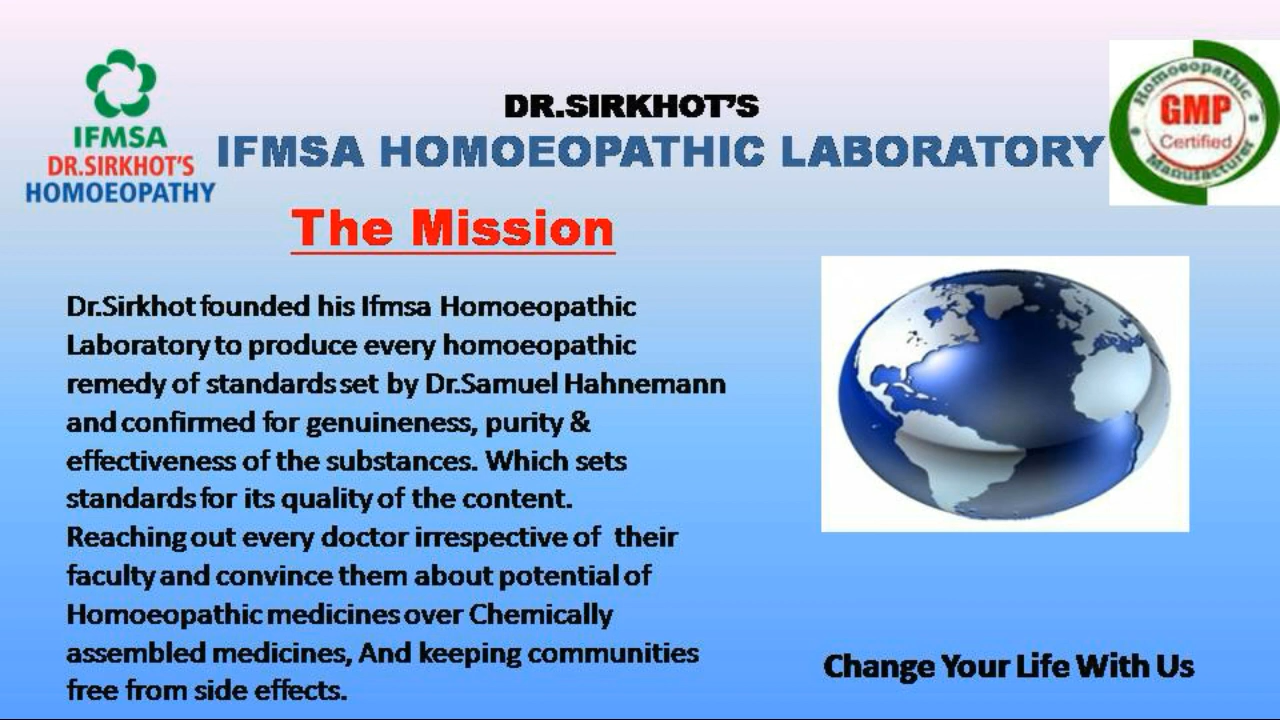 IFMSA
DR.SIRKHOT'S
HOMOEOPATHY
DR.SIRKHOT'S
IFMSA HOMOEOPATHIC LABORATORY
Homoeopathic
GMP
Certified
Manufacturer
The Mission
Dr.Sirkhot founded his Ifmsa Homoeopathic
Laboratory to produce every homoeopathic
remedy of standards set by Dr.Samuel Hahnemann
and confirmed for genuineness, purity &
effectiveness of the substances. Which sets
standards for its quality of the content.
Reaching out every doctor irrespective of their
faculty and convince them about potential of
Homoeopathic medicines over Chemically
assembled medicines, And keeping communities
free from side effects.
Change Your Life With Us